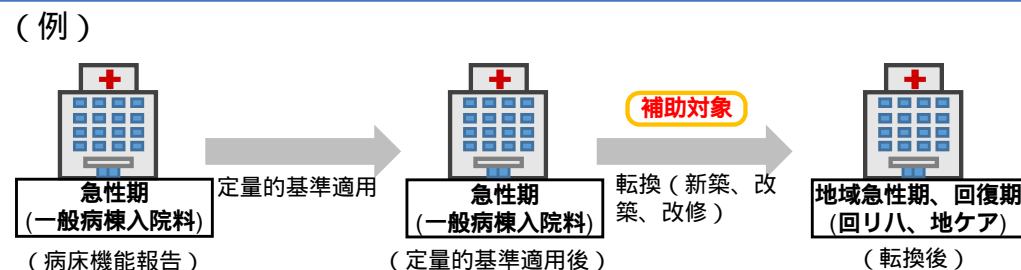 （例）
補助対象
急性期
(一般病棟入院料)
（病床機能報告）
定量的基準適用
急性期
(一般病棟入院料)
（定量的基準適用後）
転換（新築、改
築、改修）
地域急性期、回復期
(回リハ、地ケア)
（転換後）